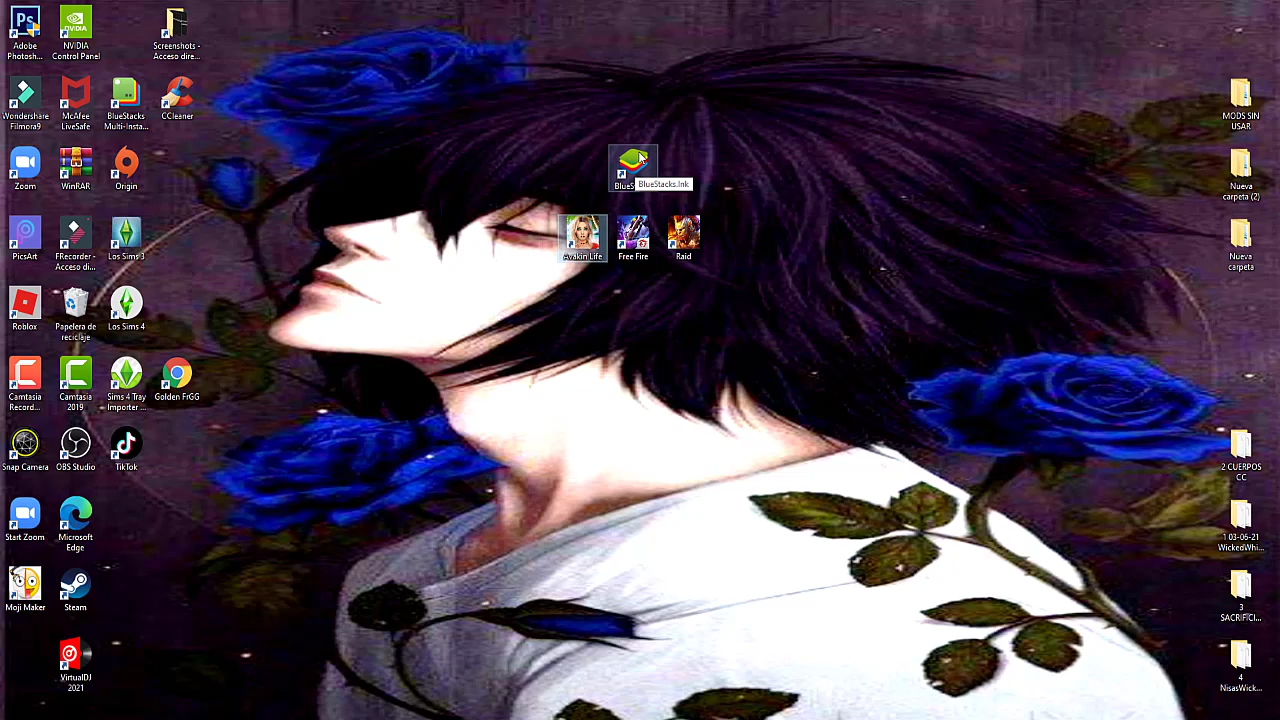 Adobe
Photosh...
NVIDIA
Control Panel
Screenshots -
Acceso dire...
Wondershare
Filmora9
McAfee
LiveSafe
BlueStacks
Multi-Insta...
CCleaner
Zoom
WinRAR
Origin
PicsArt
FRecorder -
Acceso di...
Los Sims 3
Roblox
Papelera de
reciclaje
Los Sims 4
Camtasia
Record...
Camtasia
2019
Sims 4 Tray
Importer ...
Golden FrGG
Snap Camera
OBS Studio
TikTok
Start Zoom
Microsoft
Edge
Moji Maker
Steam
VirtualDJ
2021
BlueStacks.lnk
Avakin Life
Free Fire
Raid
MODS SIN
USAR
Nueva
carpeta (2)
Nueva
carpeta
2 CUERPOS
CC
1 03-06-21
WickedWhi...
3
SACRIFICI...
4
NisasWick...